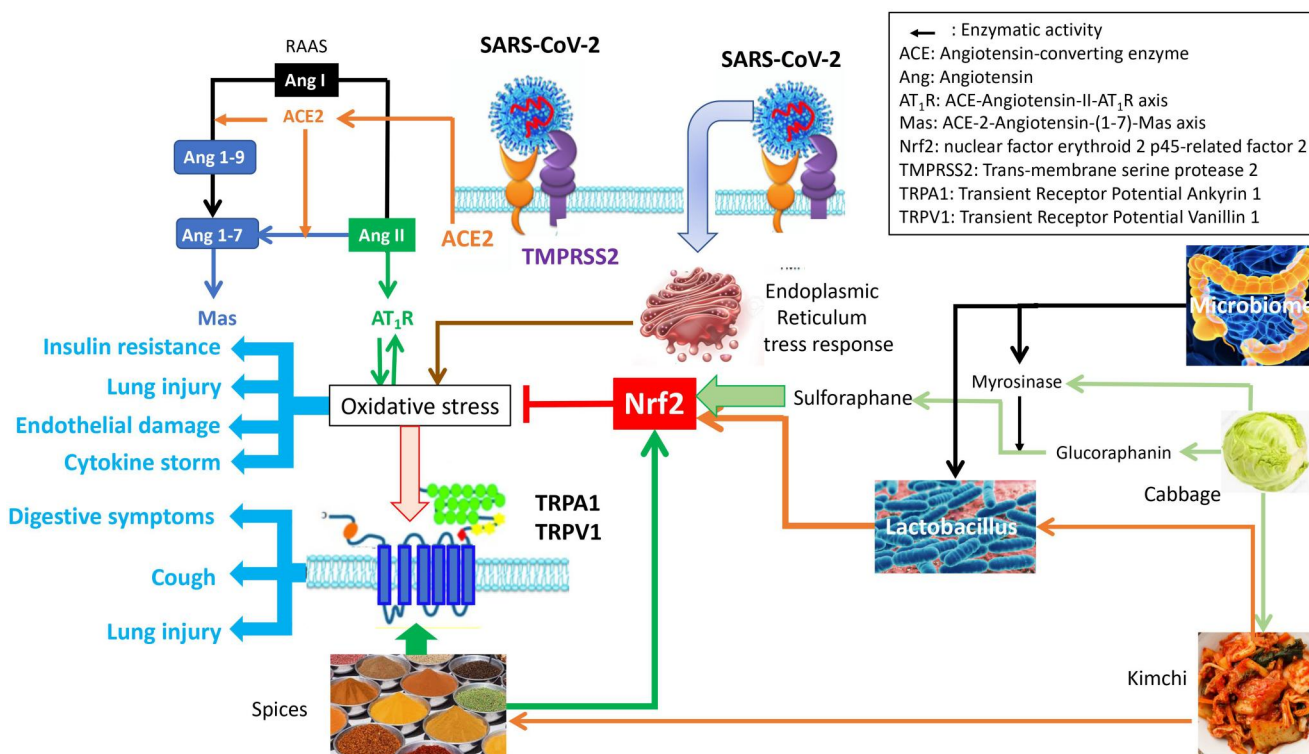 RAAS
Ang I
ACE2
Ang 1-9
Ang 1-7
Ang II
ACE2
Mas
AT1R
SARS-CoV-2
SARS-CoV-2
TMPRSS2
← : Enzymatic activity
ACE: Angiotensin-converting enzyme
Ang: Angiotensin
AT1R: ACE-Angiotensin-II-AT1R axis
Mas: ACE-2-Angiotensin-(1-7)-Mas axis
Nrf2: nuclear factor erythroid 2 p45-related factor 2
TMPRSS2: Trans-membrane serine protease 2
TRPA1: Transient Receptor Potential Ankyrin 1
TRPV1: Transient Receptor Potential Vanillin 1
Endoplasmic
Reticulum
tress response
Microbiome
Insulin resistance
Lung injury
Endothelial damage
Cytokine storm
Oxidative stress
Nrf2
Sulforaphane
Myrosinase
Glucoraphanin
Cabbage
Lactobacillus
TRPA1
TRPV1
Digestive symptoms
Cough
Lung injury
Spices
Kimchi